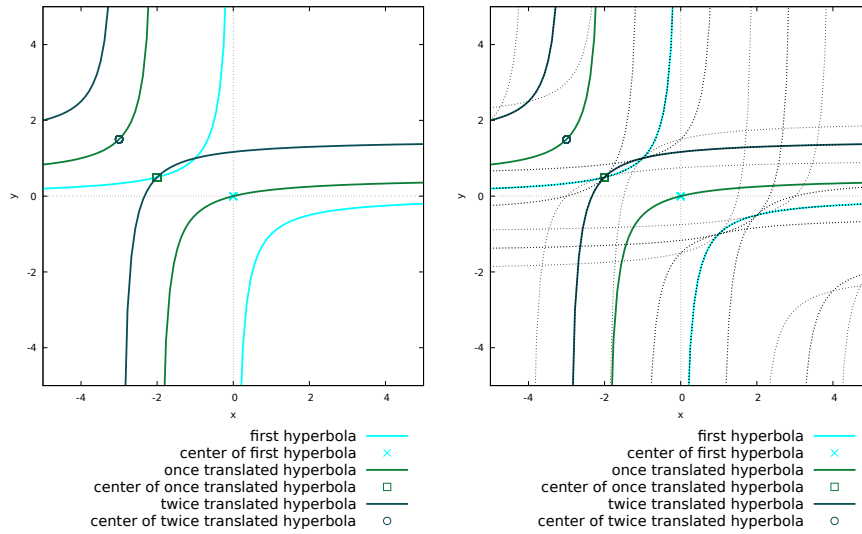 4
2
0
-2
-4
y
-4
-2
0
2
4
x
first hyperbola
center of first hyperbola
once translated hyperbola
center of once translated hyperbola
twice translated hyperbola
center of twice translated hyperbola
4
2
0
-2
-4
y
-4
-2
0
2
4
x
first hyperbola
center of first hyperbola
once translated hyperbola
center of once translated hyperbola
twice translated hyperbola
center of twice translated hyperbola